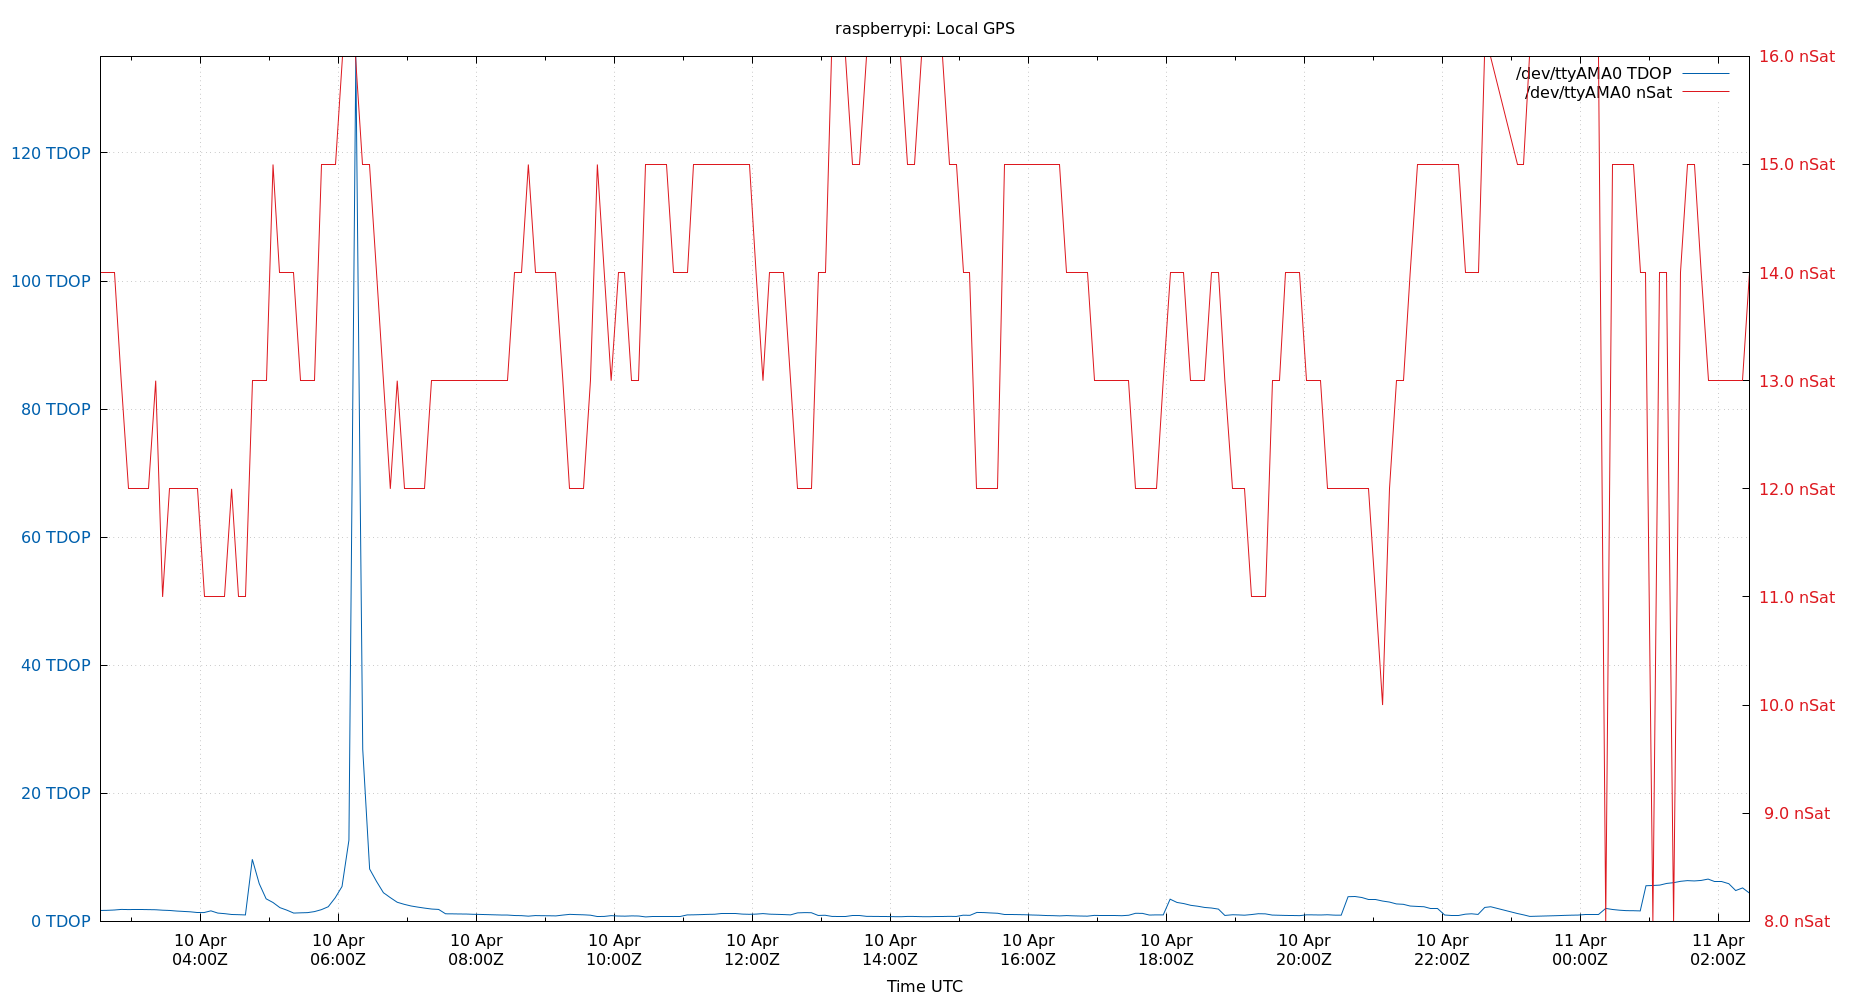 raspberrypi: Local GPS
/dev/ttyAMA0 TDOP
/dev/ttyAMA0 nSat
120 TDOP
100 TDOP
80 TDOP
60 TDOP
40 TDOP
20 TDOP
0 TDOP
16.0 nSat
15.0 nSat
14.0 nSat
13.0 nSat
12.0 nSat
11.0 nSat
10.0 nSat
9.0 nSat
8.0 nSat
10 Apr 10 Apr 10 Apr 10 Apr 10 Apr 10 Apr 10 Apr 10 Apr 10 Apr 10 Apr 11 Apr 11 Apr
04:00Z 06:00Z 08:00Z 10:00Z 12:00Z 14:00Z 16:00Z 18:00Z 20:00Z 22:00Z 00:00Z 02:00Z
Time UTC